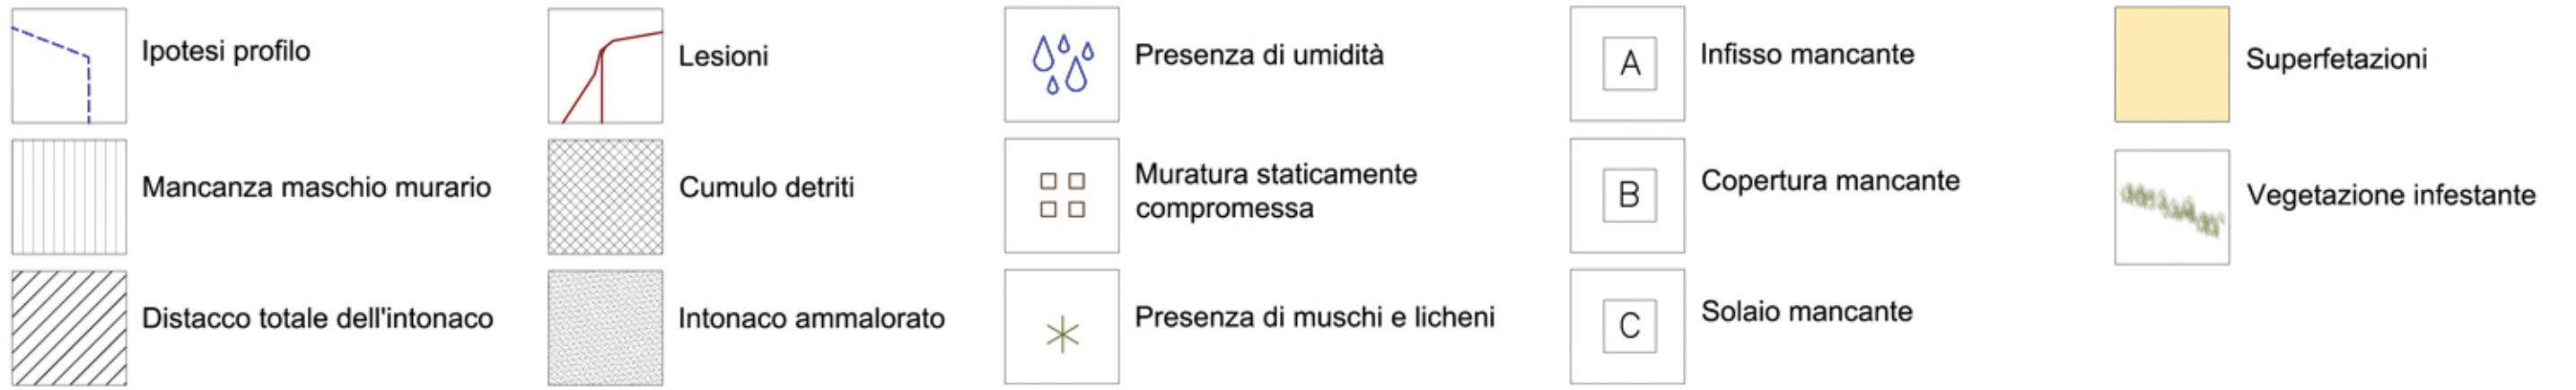 Ipotesi profilo
Mancanza maschio murario
Distacco totale dell'intonaco
Lesioni
Cumulo detriti
Intonaco ammalorato
Presenza di umidità
Muratura staticamente
compromessa
Presenza di muschi e licheni
A
Infisso mancante
B
Copertura mancante
C
Solaio mancante
Superfetazioni
Vegetazione infestante